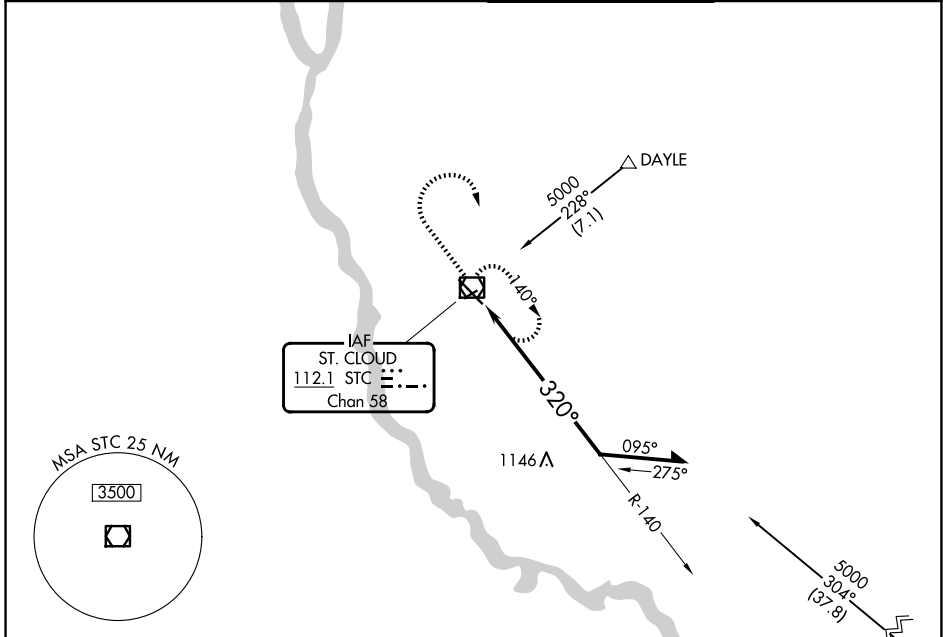 DAYLE
5000
228°
(7.1)
140°
IAF
ST. CLOUD
112.1 STC
Chan 58
320°
MSA STC 25 NM
3500
1146
095°
275°
R-140
5000
304°
(37.8)